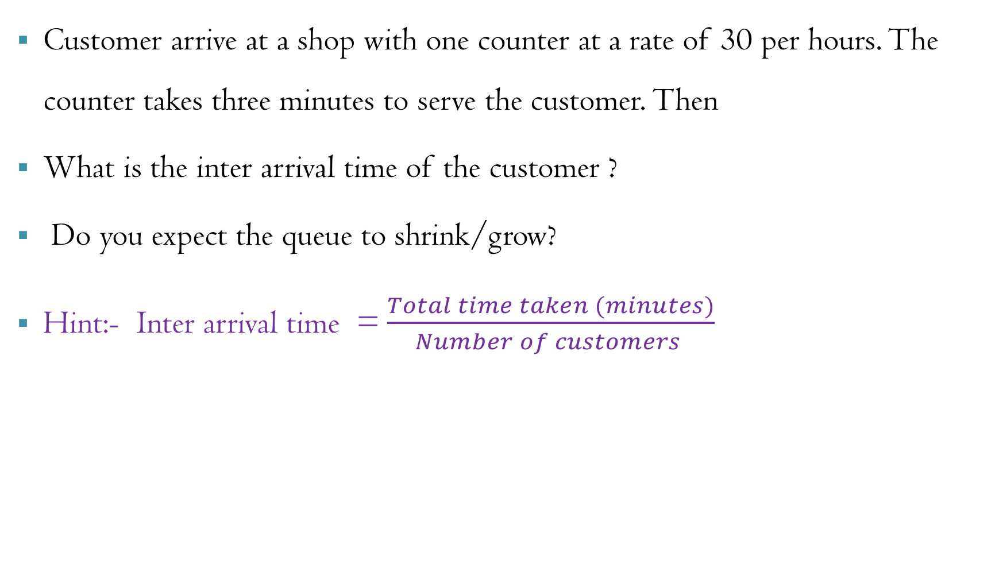 ▪ Customer arrive at a shop with one counter at a rate of 30 per hours. The
counter takes three minutes to serve the customer. Then
▪ What is the inter arrival time of the customer ?
▪ Do you expect the queue to shrink/grow?
▪ Hint:- Inter arrival time = Total time taken (minutes)
Number of customers